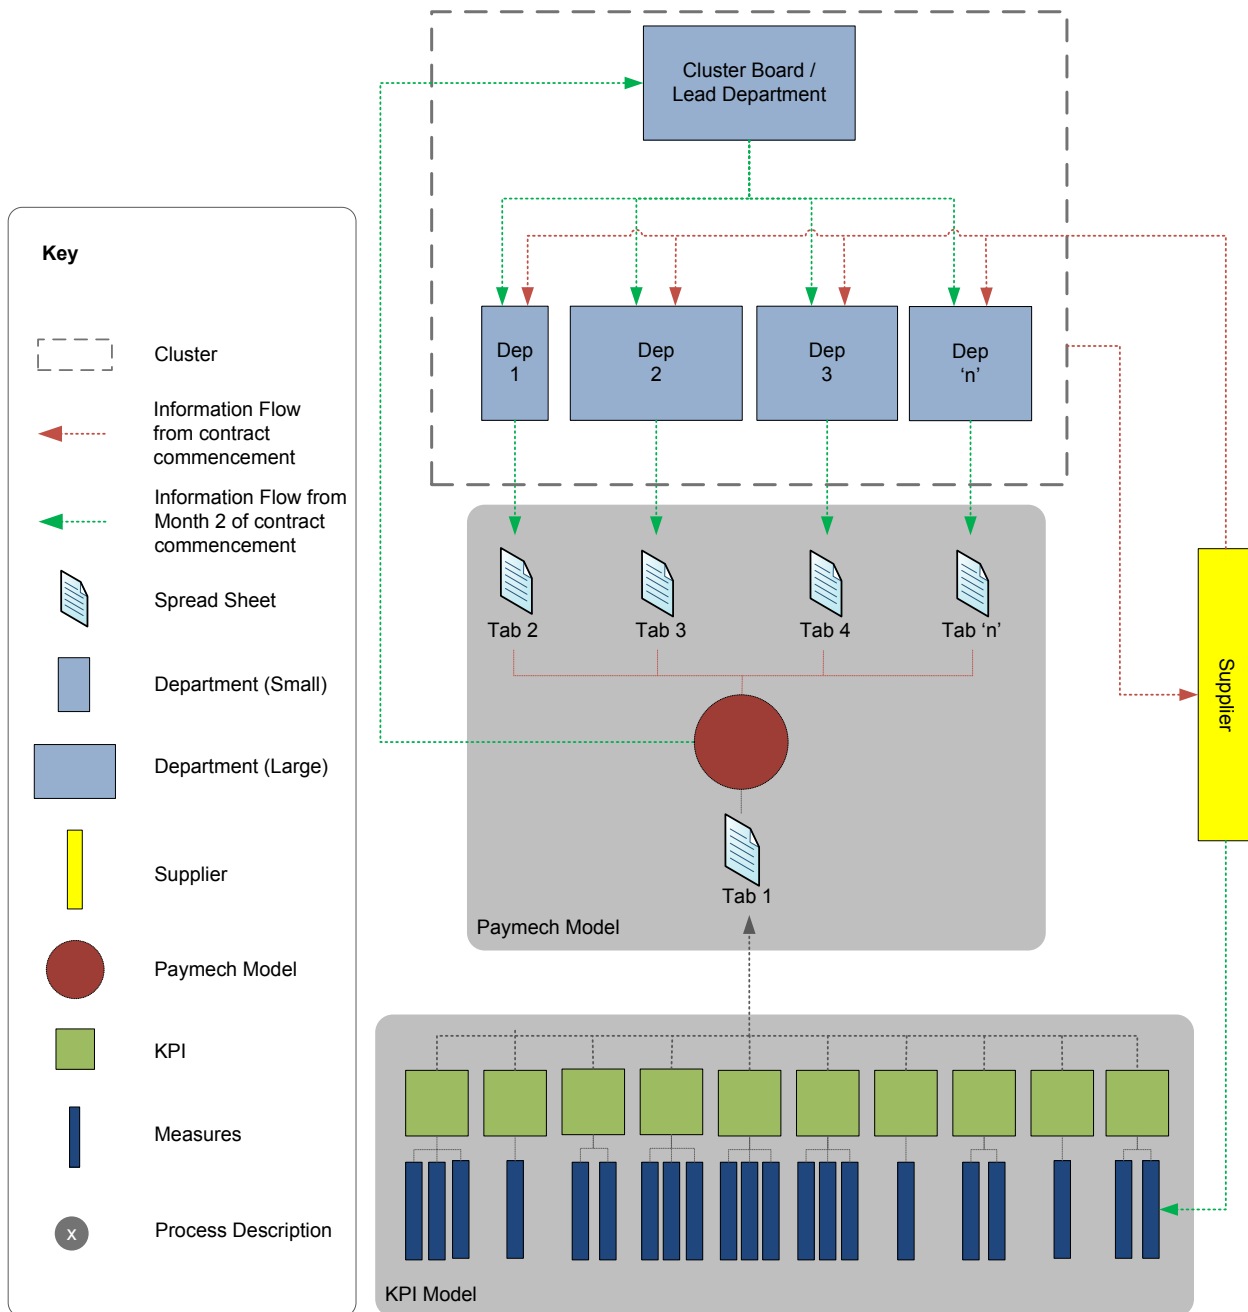 Cluster Board /
Lead Department
Key
Cluster
Information Flow
from contract
commencement
Information Flow from
Month 2 of contract
commencement
Spread Sheet
Department (Small)
Department (Large)
Supplier
Paymech Model
KPI
Measures
x
Process Description
Dep
1
Dep
2
Dep
3
Dep
‘n’
Tab 2
Tab 3
Tab 4
Tab ‘n’
Tab 1
Paymech Model
Supplier
KPI Model